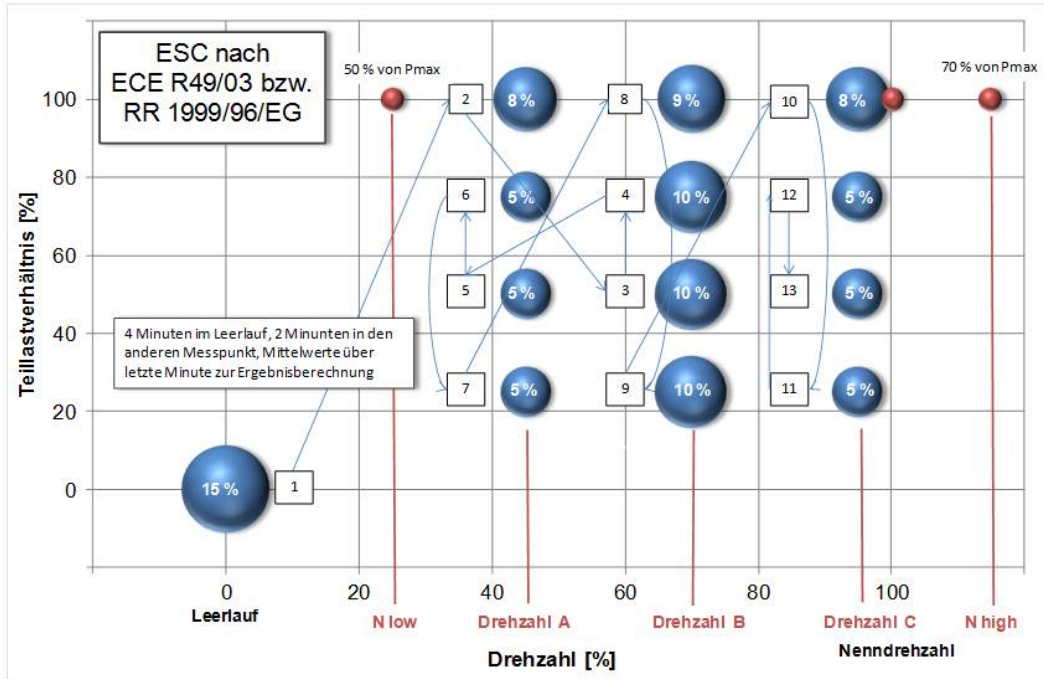 ESC nach
ECE R49/03 bzw.
RR 1999/96/EG
50 % von Pmax
70 % von Pmax
Teillastverhältnis [%]
100
2
8 %
8
9 %
10
8 %
80
6
5 %
4
10 %
12
5 %
60
5
5 %
3
10 %
13
5 %
40
4 Minuten im Leerlauf, 2 Minunten in den
anderen Messpunkt, Mittelwerte über
letzte Minute zur Ergebnisberechnung
7
5 %
9
10 %
11
5 %
20
0
15 %
1
0
20
40
60
80
100
Leerlauf
N low
Drehzahl A
Drehzahl B
Drehzahl C
N high
Drehzahl [%]
Nenndrehzahl